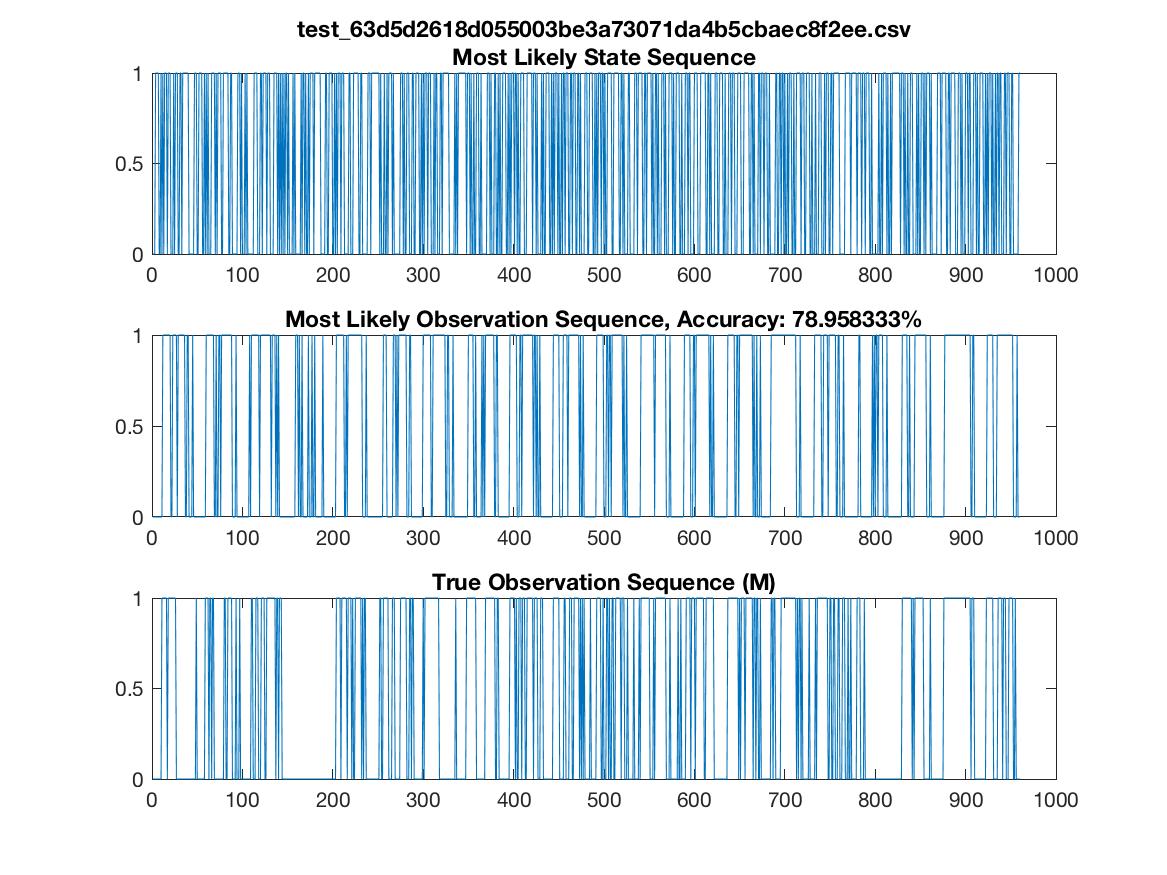 test_63d5d2618d055003be3a73071da4b5cbaec8f2ee.csv
Most Likely State Sequence
1
0.5
0
0 100 200 300 400 500 600 700 800 900 1000
Most Likely Observation Sequence, Accuracy: 78.958333%
1
0.5
0
0 100 200 300 400 500 600 700 800 900 1000
True Observation Sequence (M)
1
0.5
0
0 100 200 300 400 500 600 700 800 900 1000